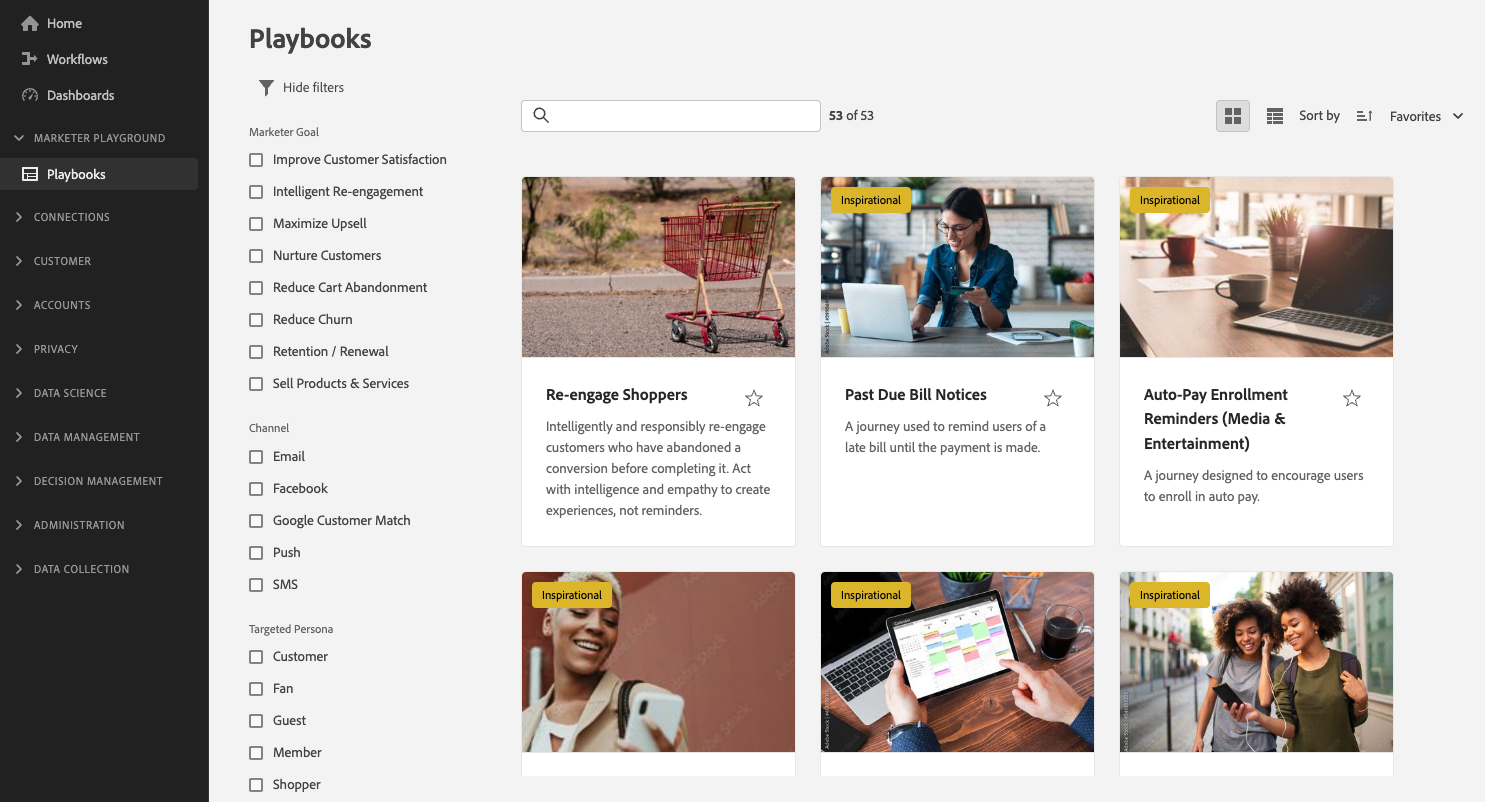 Home
Workflows
Dashboards
MARKETER PLAYGROUND
Playbooks
CONNECTIONS
CUSTOMER
ACCOUNTS
PRIVACY
DATA SCIENCE
DATA MANAGEMENT
DECISION MANAGEMENT
ADMINISTRATION
DATA COLLECTION
Playbooks
Hide filters
Marketer Goal
Improve Customer Satisfaction
Intelligent Re-engagement
Maximize Upsell
Nurture Customers
Reduce Cart Abandonment
Reduce Churn
Retention / Renewal
Sell Products & Services
Channel
Email
Facebook
Google Customer Match
Push
SMS
Targeted Persona
Customer
Fan
Guest
Member
Shopper
53 of 53
Sort by
Favorites
Re-engage Shoppers
Intelligently and responsibly re-engage
customers who have abandoned a
conversion before completing it. Act
with intelligence and empathy to create
experiences, not reminders.
Inspirational
Past Due Bill Notices
A journey used to remind users of a
late bill until the payment is made.
Inspirational
Auto-Pay Enrollment
Reminders (Media &
Entertainment)
A journey designed to encourage users
to enroll in auto pay.
Inspirational
Inspirational
Calendar
Inspirational